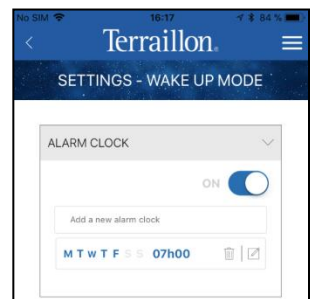 No SIM 16:17 84 %
Terraillon.
SETTINGS - WAKE UP MODE
ALARM CLOCK
ON
Add a new alarm clock
M T W T F S S 07h00